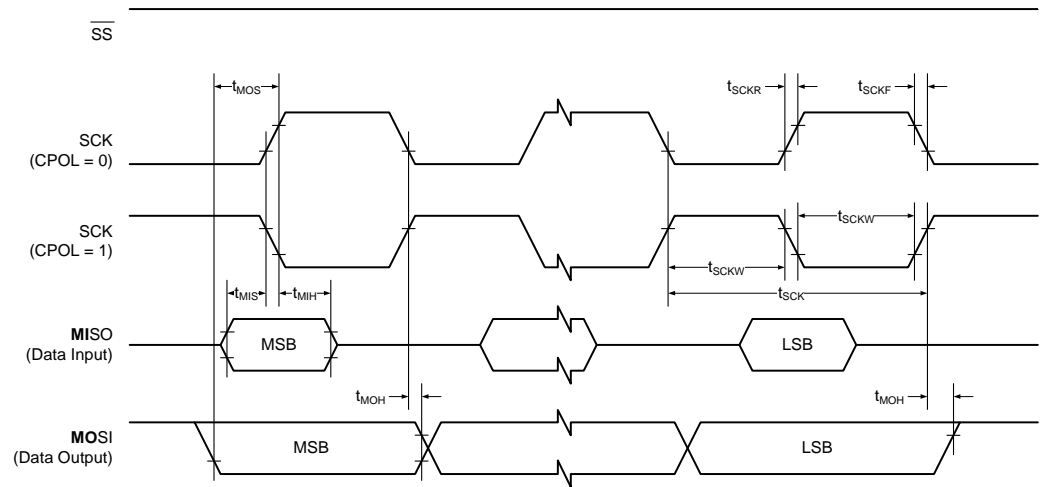 SS
tMOS
tSCKR
tSCKF
SCK
(CPOL = 0)
SCK
(CPOL = 1)
tSCKW
tSCKW
tSCK
tMIS
tMIH
MISO
(Data Input)
MSB
LSB
tMOH
tMOH
MOSI
(Data Output)
MSB
LSB